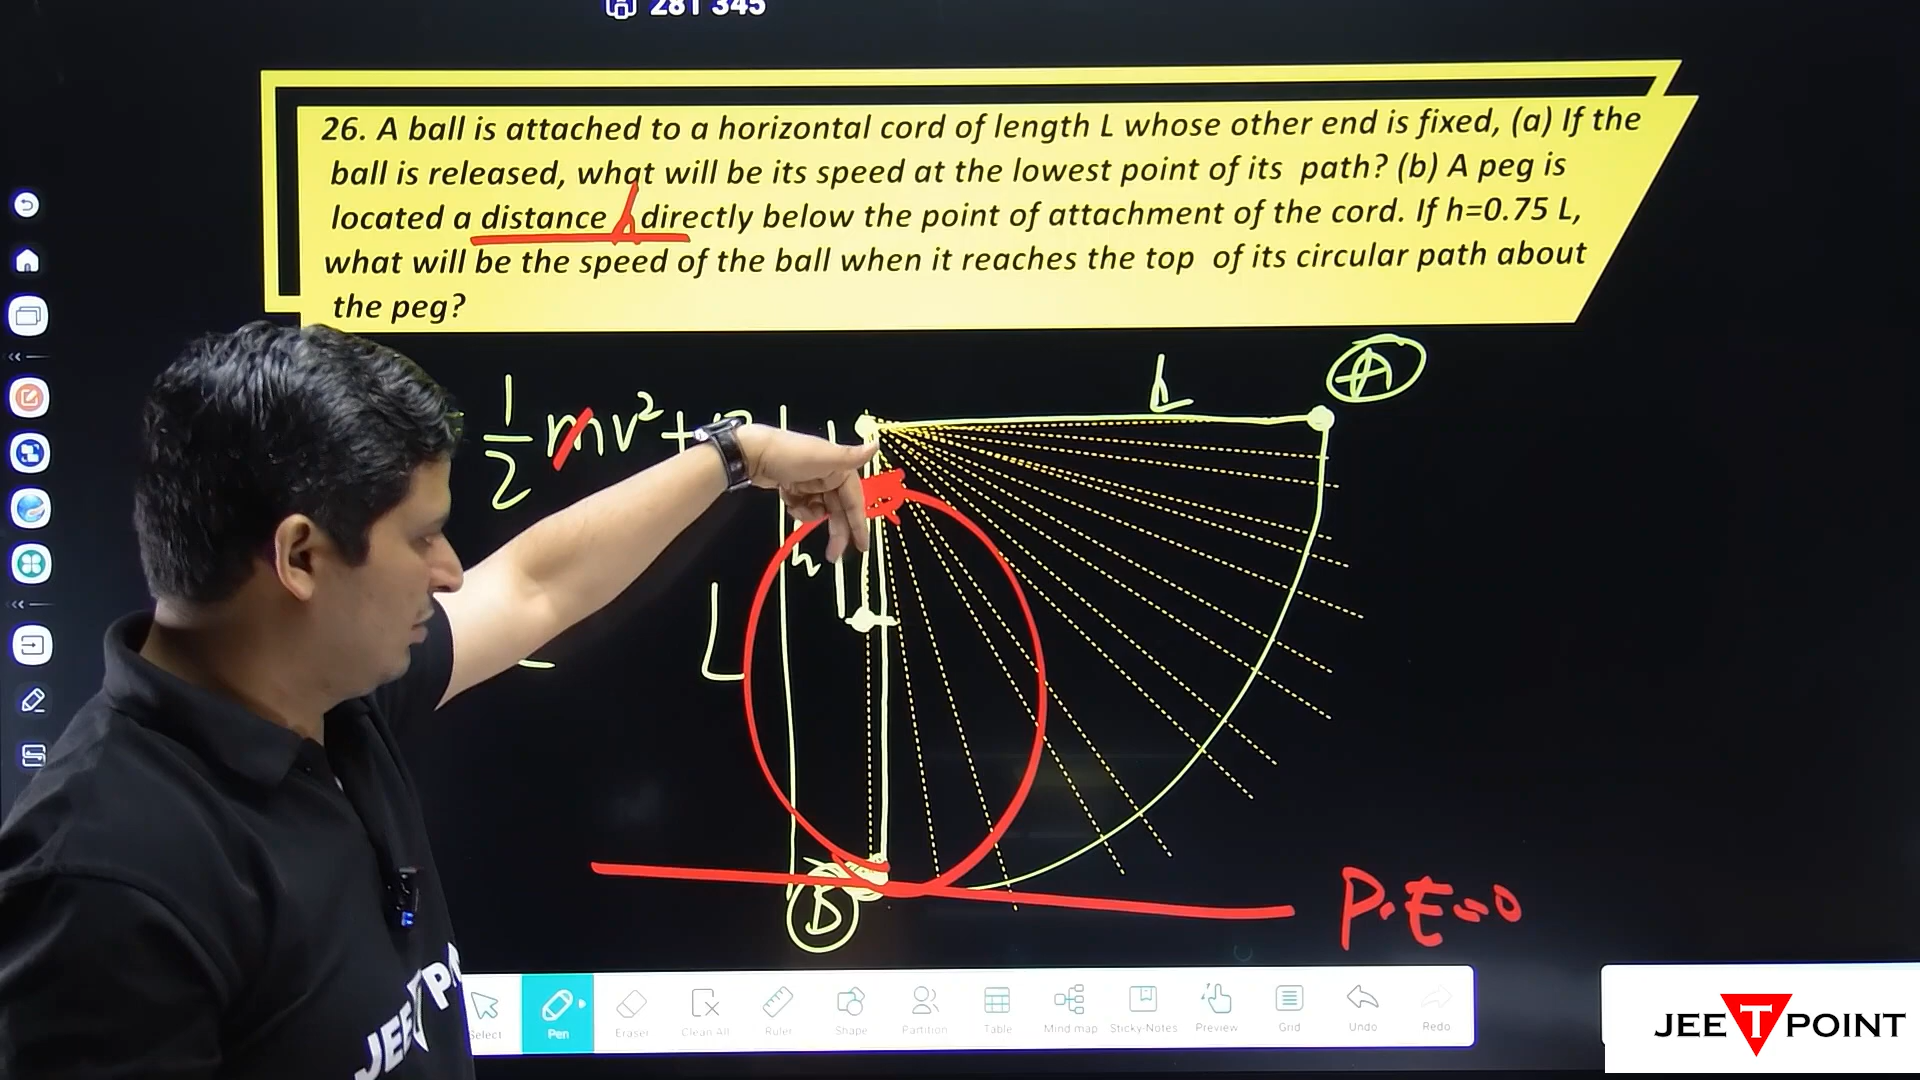 281 345
26. A ball is attached to a horizontal cord of length L whose other end is fixed, (a) If the
ball is released, what will be its speed at the lowest point of its path? (b) A peg is
located a distance h directly below the point of attachment of the cord. If h=0.75 L,
what will be the speed of the ball when it reaches the top of its circular path about
the peg?
L
A
1/2 mv² +
h
L
B
P.E=0
Select Pen Eraser Clean All Ruler Shape Partition Table Mind map Sticky-Notes Preview Grid Undo Redo
JEE T POINT
JEE